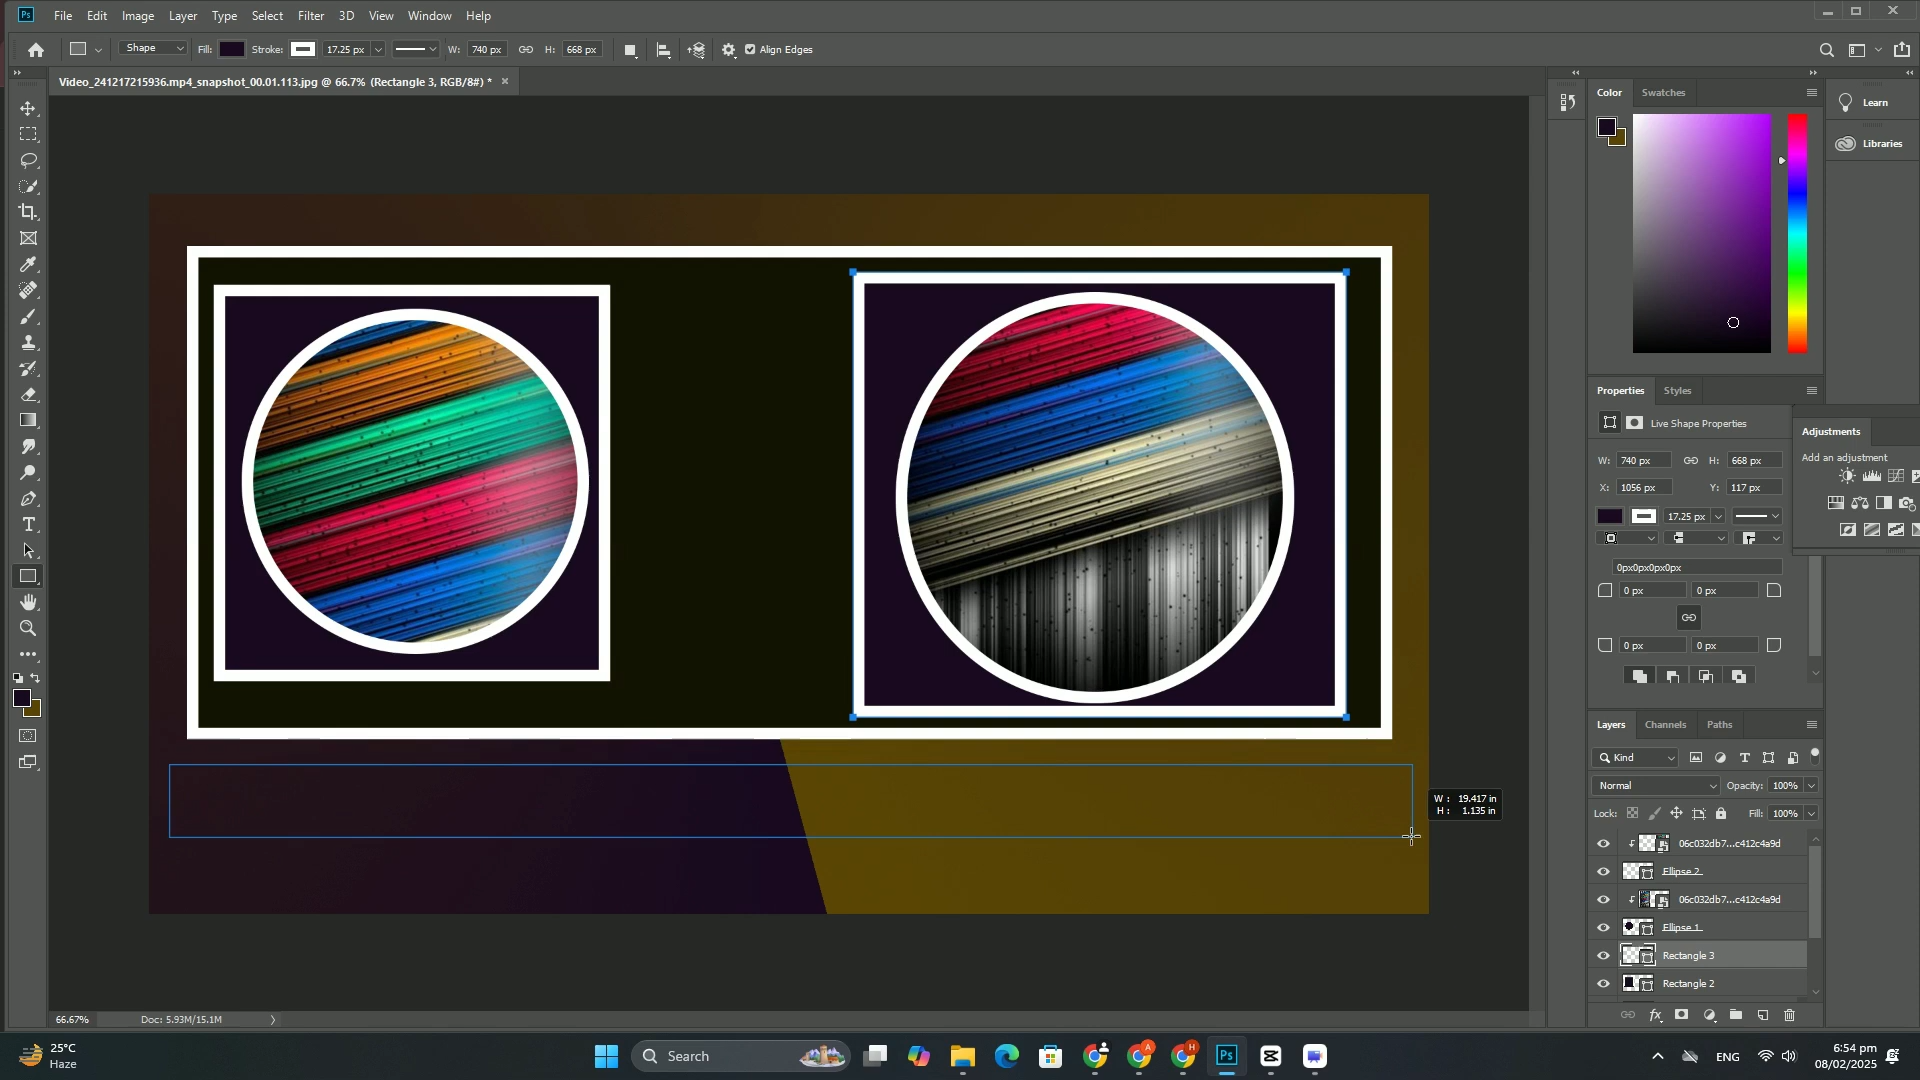 Ps File Edit Image Layer Type Select Filter 3D View Window Help
Shape Fill: Stroke: 17.25 px W: 740 px H: 668 px Align Edges
Video_241217215936.mp4_snapshot_00.01.113.jpg @ 66.7% (Rectangle 3, RGB/8#) * ×
Color Swatches
Learn
Libraries
Properties Styles
Live Shape Properties
W: 740 px H: 668 px
X: 1056 px Y: 117 px
17.25 px
0px0px0px0px
0 px 0 px
0 px 0 px
Adjustments
Add an adjustment
W : 19.417 in
H : 1.135 in
Layers Channels Paths
Kind
Normal Opacity: 100%
Lock: Fill: 100%
06c032db7...c412c4a9d
Ellipse 2
06c032db7...c412c4a9d
Ellipse 1
Rectangle 3
Rectangle 2
66.67% Doc: 5.93M/15.1M
25°C
Haze
Search
A
H
Ps
ENG
6:54 pm
08/02/2025